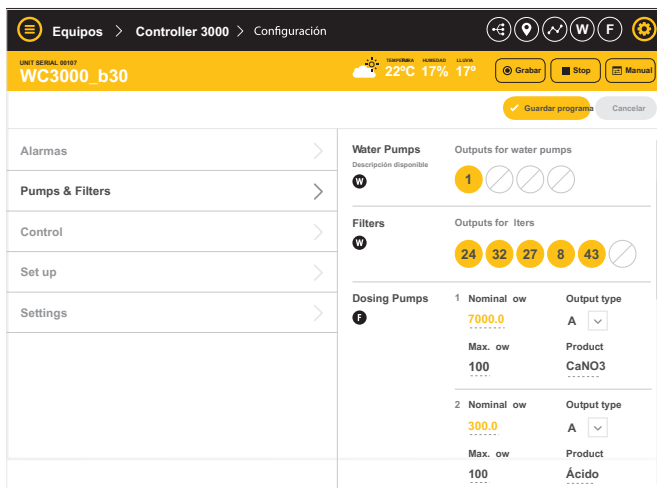 Equipos > Controller 3000 > Configuración
W F
UNIT SERIAL 00107
WC3000_b30
TEMPERATURA HUMEDAD LLUVIA
22ºC 17% 17º
Grabar
Stop
Manual
Guardar programa
Cancelar
Alarmas
Pumps & Filters
Control
Set up
Settings
Water Pumps
Descripción disponible
W
Outputs for water pumps
1
Filters
W
Outputs for lters
24 32 27 8 43
Dosing Pumps
F
1 Nominal ow Output type
7000.0 A
Max. ow Product
100 CaNO3
2 Nominal ow Output type
300.0 A
Max. ow Product
100 Ácido